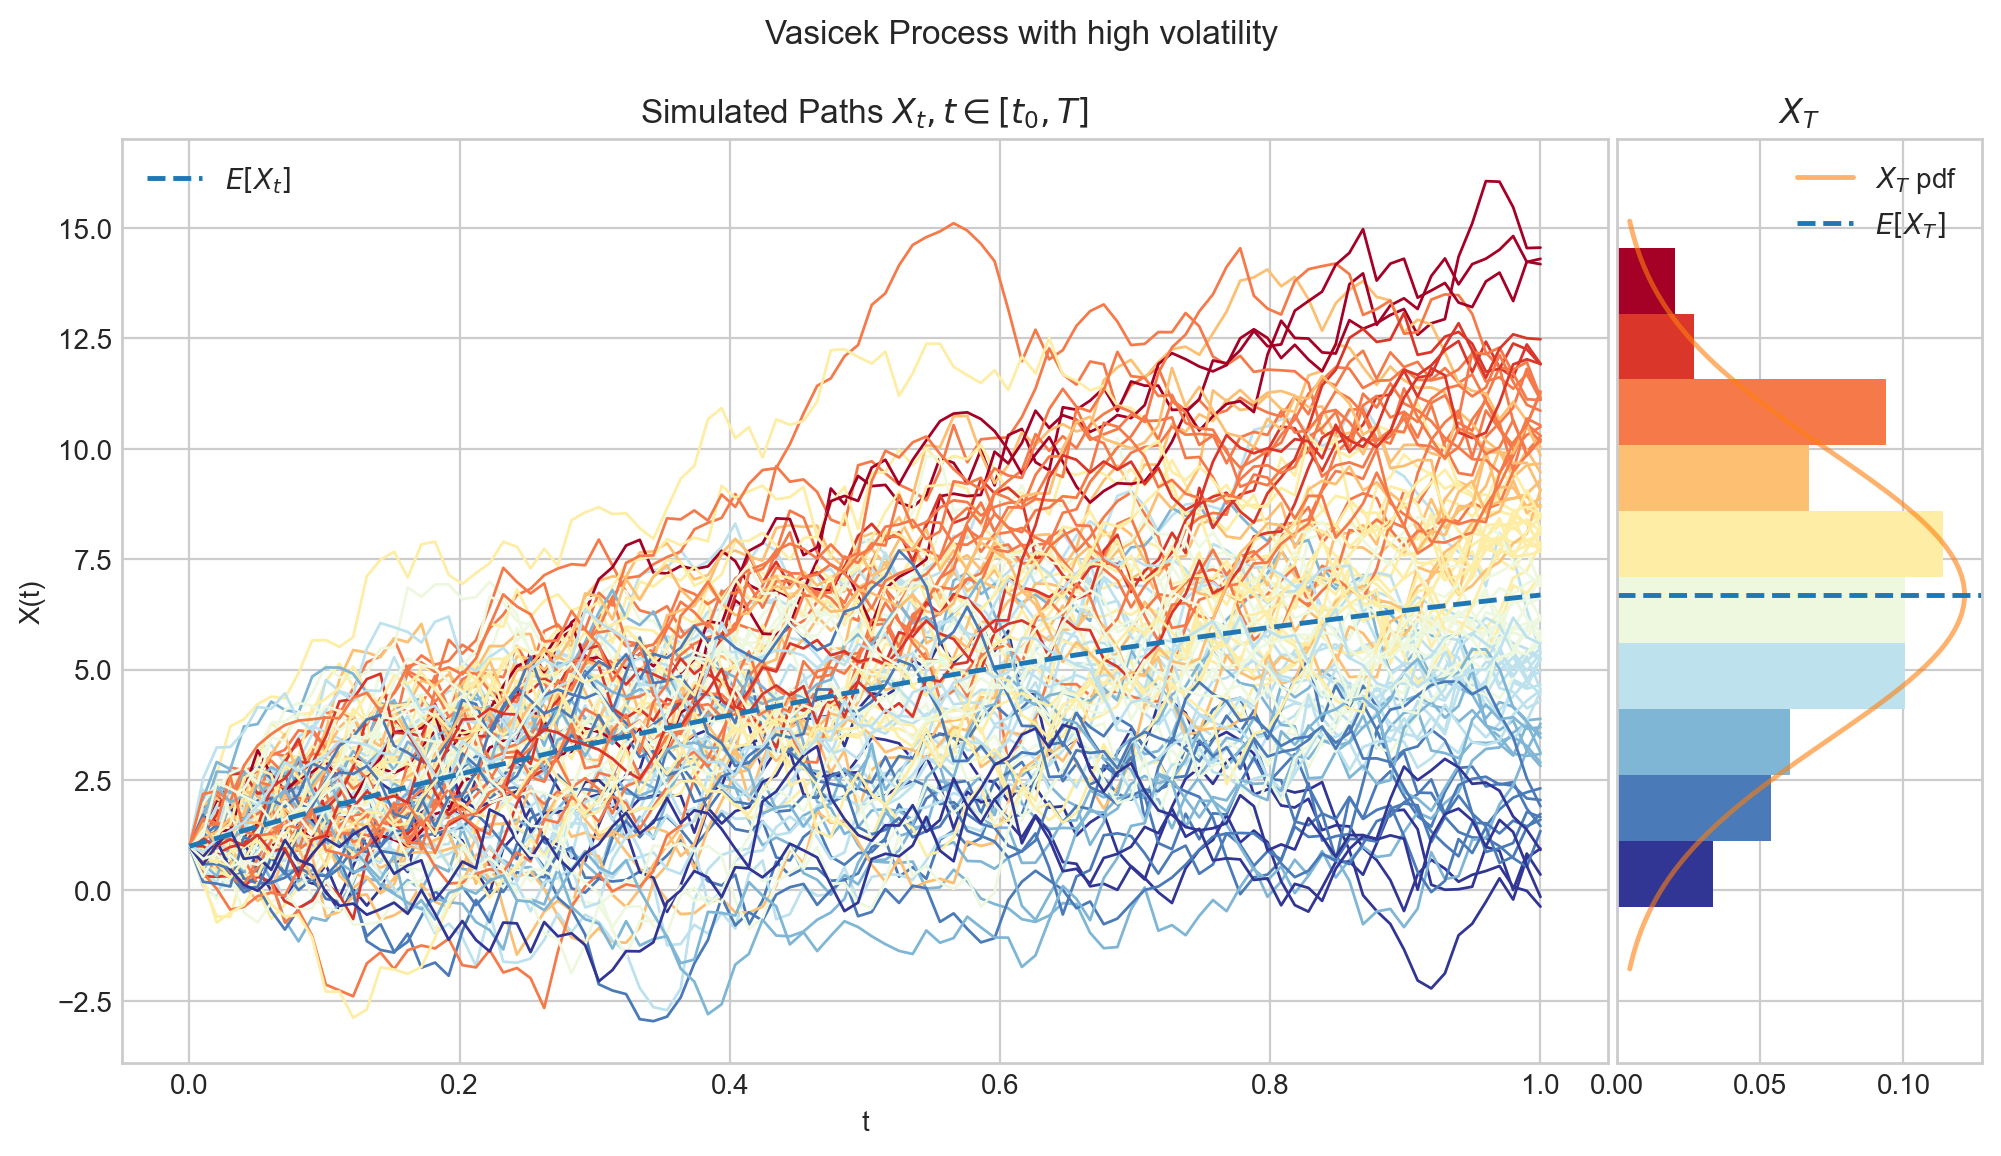 Vasicek Process with high volatility
Simulated Paths $X_t, t \in [t_0, T]$
$X_T$
$E[X_t]$
$X_T$ pdf
$E[X_T]$
15.0
12.5
10.0
7.5
5.0
2.5
0.0
−2.5
X(t)
0.0 0.2 0.4 0.6 0.8 1.0 0.00 0.05 0.10
t